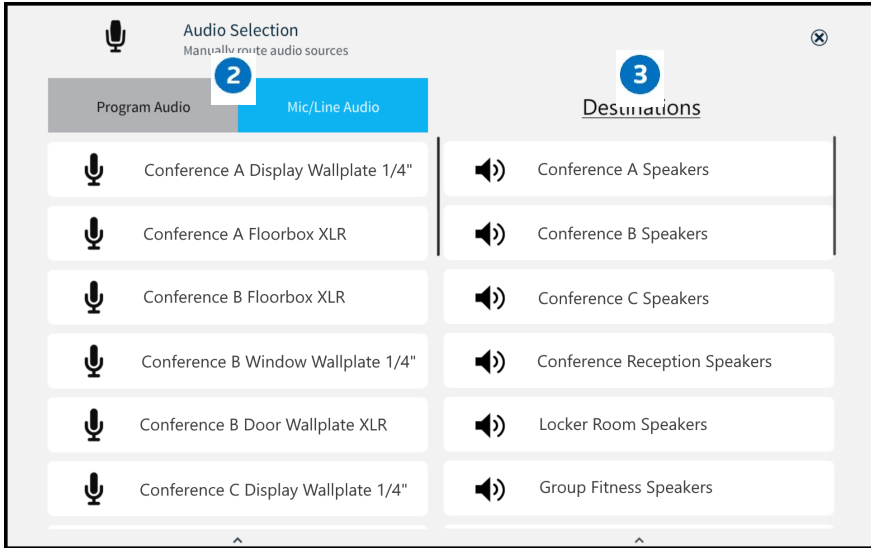 Audio Selection
Manually route audio sources
2
3
Program Audio
Mic/Line Audio
Destinations
Conference A Display Wallplate 1/4"
Conference A Floorbox XLR
Conference B Floorbox XLR
Conference B Window Wallplate 1/4"
Conference B Door Wallplate XLR
Conference C Display Wallplate 1/4"
Conference A Speakers
Conference B Speakers
Conference C Speakers
Conference Reception Speakers
Locker Room Speakers
Group Fitness Speakers